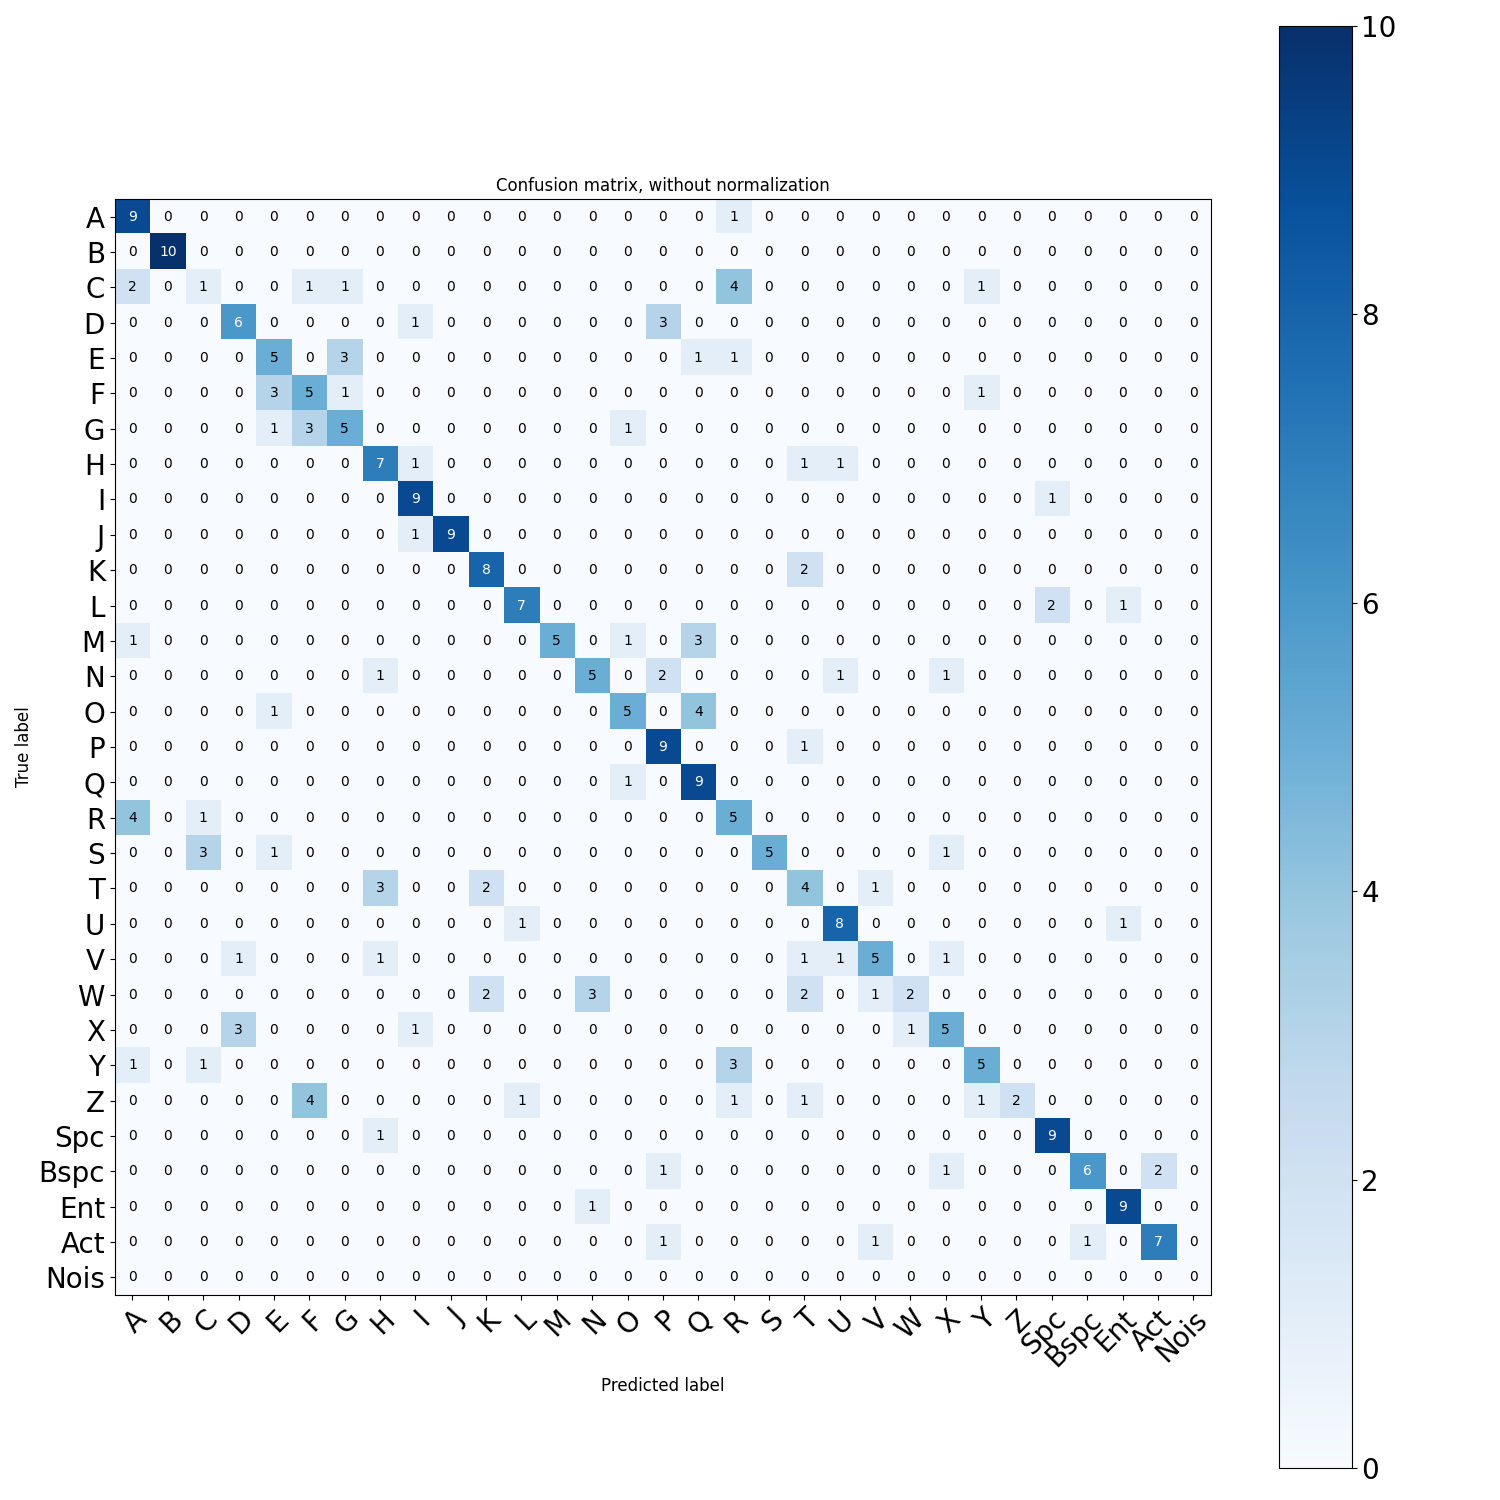 Confusion matrix, without normalization
A 9 0 0 0 0 0 0 0 0 0 0 0 0 0 0 0 0 1 0 0 0 0 0 0 0 0 0 0 0 0 0
B 0 10 0 0 0 0 0 0 0 0 0 0 0 0 0 0 0 0 0 0 0 0 0 0 0 0 0 0 0 0 0
C 2 0 1 0 0 1 1 0 0 0 0 0 0 0 0 0 0 4 0 0 0 0 0 0 1 0 0 0 0 0 0
D 0 0 0 6 0 0 0 0 1 0 0 0 0 0 0 3 0 0 0 0 0 0 0 0 0 0 0 0 0 0 0
E 0 0 0 0 5 0 3 0 0 0 0 0 0 0 0 0 1 1 0 0 0 0 0 0 0 0 0 0 0 0 0
F 0 0 0 0 3 5 1 0 0 0 0 0 0 0 0 0 0 0 0 0 0 0 0 0 1 0 0 0 0 0 0
G 0 0 0 0 1 3 5 0 0 0 0 0 0 0 1 0 0 0 0 0 0 0 0 0 0 0 0 0 0 0 0
H 0 0 0 0 0 0 0 7 1 0 0 0 0 0 0 0 0 0 0 1 1 0 0 0 0 0 0 0 0 0 0
I 0 0 0 0 0 0 0 0 9 0 0 0 0 0 0 0 0 0 0 0 0 0 0 0 0 0 1 0 0 0 0
J 0 0 0 0 0 0 0 0 1 9 0 0 0 0 0 0 0 0 0 0 0 0 0 0 0 0 0 0 0 0 0
K 0 0 0 0 0 0 0 0 0 0 8 0 0 0 0 0 0 0 0 2 0 0 0 0 0 0 0 0 0 0 0
L 0 0 0 0 0 0 0 0 0 0 0 7 0 0 0 0 0 0 0 0 0 0 0 0 0 0 2 0 1 0 0
M 1 0 0 0 0 0 0 0 0 0 0 0 5 0 1 0 3 0 0 0 0 0 0 0 0 0 0 0 0 0 0
N 0 0 0 0 0 0 0 1 0 0 0 0 0 5 0 2 0 0 0 0 1 0 0 1 0 0 0 0 0 0 0
O 0 0 0 0 1 0 0 0 0 0 0 0 0 0 5 0 4 0 0 0 0 0 0 0 0 0 0 0 0 0 0
P 0 0 0 0 0 0 0 0 0 0 0 0 0 0 0 9 0 0 0 1 0 0 0 0 0 0 0 0 0 0 0
Q 0 0 0 0 0 0 0 0 0 0 0 0 0 0 1 0 9 0 0 0 0 0 0 0 0 0 0 0 0 0 0
R 4 0 1 0 0 0 0 0 0 0 0 0 0 0 0 0 0 5 0 0 0 0 0 0 0 0 0 0 0 0 0
S 0 0 3 0 1 0 0 0 0 0 0 0 0 0 0 0 0 0 5 0 0 0 0 1 0 0 0 0 0 0 0
T 0 0 0 0 0 0 0 3 0 0 2 0 0 0 0 0 0 0 0 4 0 1 0 0 0 0 0 0 0 0 0
U 0 0 0 0 0 0 0 0 0 0 0 1 0 0 0 0 0 0 0 0 8 0 0 0 0 0 0 0 1 0 0
V 0 0 0 1 0 0 0 1 0 0 0 0 0 0 0 0 0 0 0 1 1 5 0 1 0 0 0 0 0 0 0
W 0 0 0 0 0 0 0 0 0 0 2 0 0 3 0 0 0 0 0 2 0 1 2 0 0 0 0 0 0 0 0
X 0 0 0 3 0 0 0 0 1 0 0 0 0 0 0 0 0 0 0 0 0 0 1 5 0 0 0 0 0 0 0
Y 1 0 1 0 0 0 0 0 0 0 0 0 0 0 0 0 0 3 0 0 0 0 0 0 5 0 0 0 0 0 0
Z 0 0 0 0 0 4 0 0 0 0 0 1 0 0 0 0 0 1 0 1 0 0 0 0 1 2 0 0 0 0 0
Spc 0 0 0 0 0 0 0 1 0 0 0 0 0 0 0 0 0 0 0 0 0 0 0 0 0 0 9 0 0 0 0
Bspc 0 0 0 0 0 0 0 0 0 0 0 0 0 0 0 1 0 0 0 0 0 0 0 1 0 0 0 6 0 2 0
Ent 0 0 0 0 0 0 0 0 0 0 0 0 0 1 0 0 0 0 0 0 0 0 0 0 0 0 0 0 9 0 0
Act 0 0 0 0 0 0 0 0 0 0 0 0 0 0 0 1 0 0 0 0 0 1 0 0 0 0 0 1 0 7 0
Nois 0 0 0 0 0 0 0 0 0 0 0 0 0 0 0 0 0 0 0 0 0 0 0 0 0 0 0 0 0 0 0
A B C D E F G H I J K L M N O P Q R S T U V W X Y Z Spc Bspc Ent Act Nois
True label
Predicted label
10
8
6
4
2
0